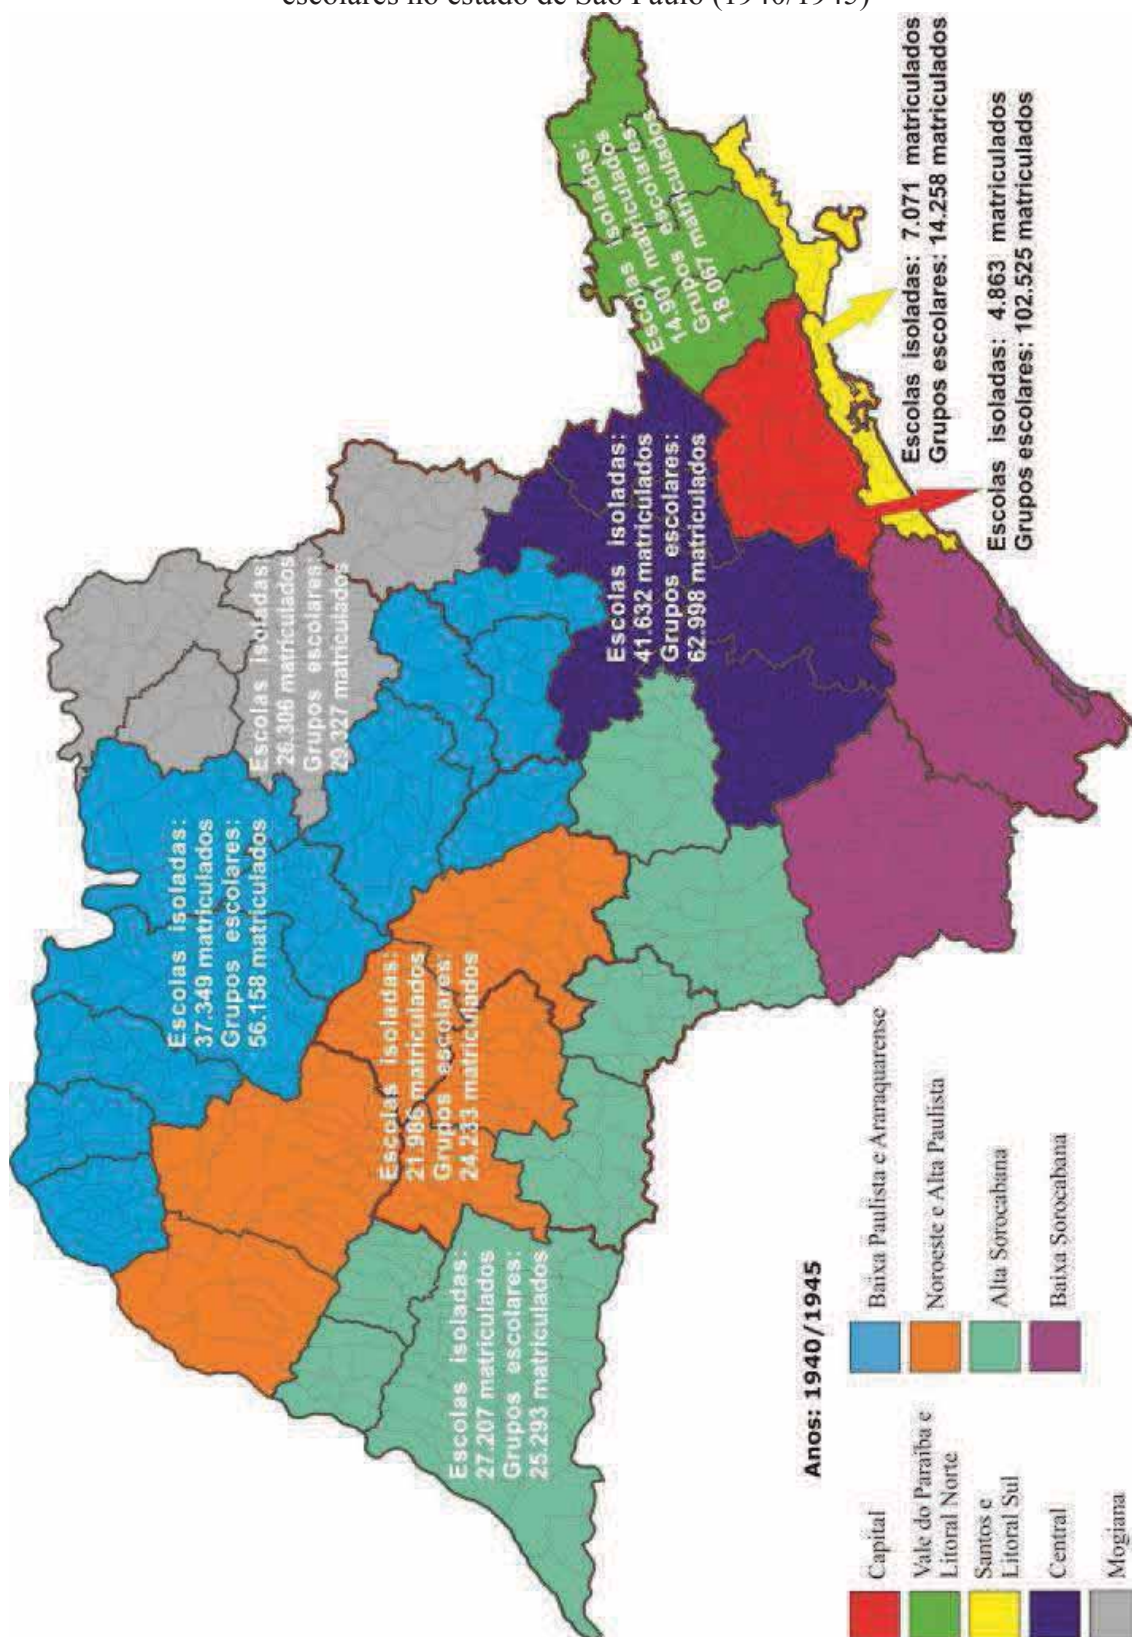 escolares no estado de São Paulo (1940/1945)
Escolas isoladas:
14.901 matriculados
Grupos escolares:
18.067 matriculados
Escolas isoladas: 7.071 matriculados
Grupos escolares: 14.258 matriculados
Escolas isoladas: 4.863 matriculados
Grupos escolares: 102.525 matriculados
Escolas isoladas:
41.632 matriculados
Grupos escolares:
62.998 matriculados
Escolas isoladas:
26.306 matriculados
Grupos escolares:
29.327 matriculados
Escolas isoladas:
37.349 matriculados
Grupos escolares:
56.158 matriculados
Escolas isoladas:
21.986 matriculados
Grupos escolares:
24.233 matriculados
Escolas isoladas:
27.207 matriculados
Grupos escolares:
25.293 matriculados
Anos: 1940/1945
Capital
Vale do Paraíba e
Litoral Norte
Santos e
Litoral Sul
Central
Mogiana
Baixa Paulista e Araraquarense
Noroeste e Alta Paulista
Alta Sorocabana
Baixa Sorocabana